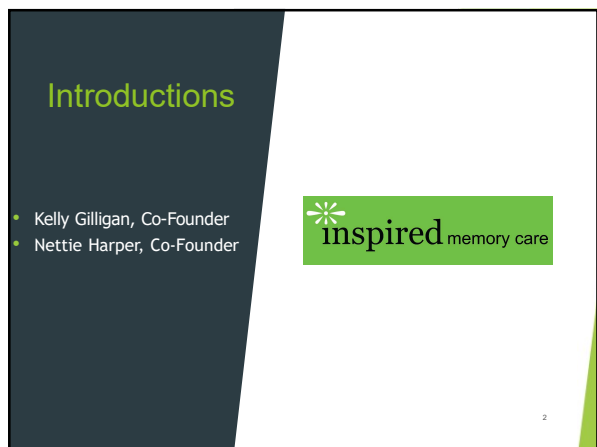 Introductions
• Kelly Gilligan, Co-Founder
• Nettie Harper, Co-Founder
inspired memory care
2